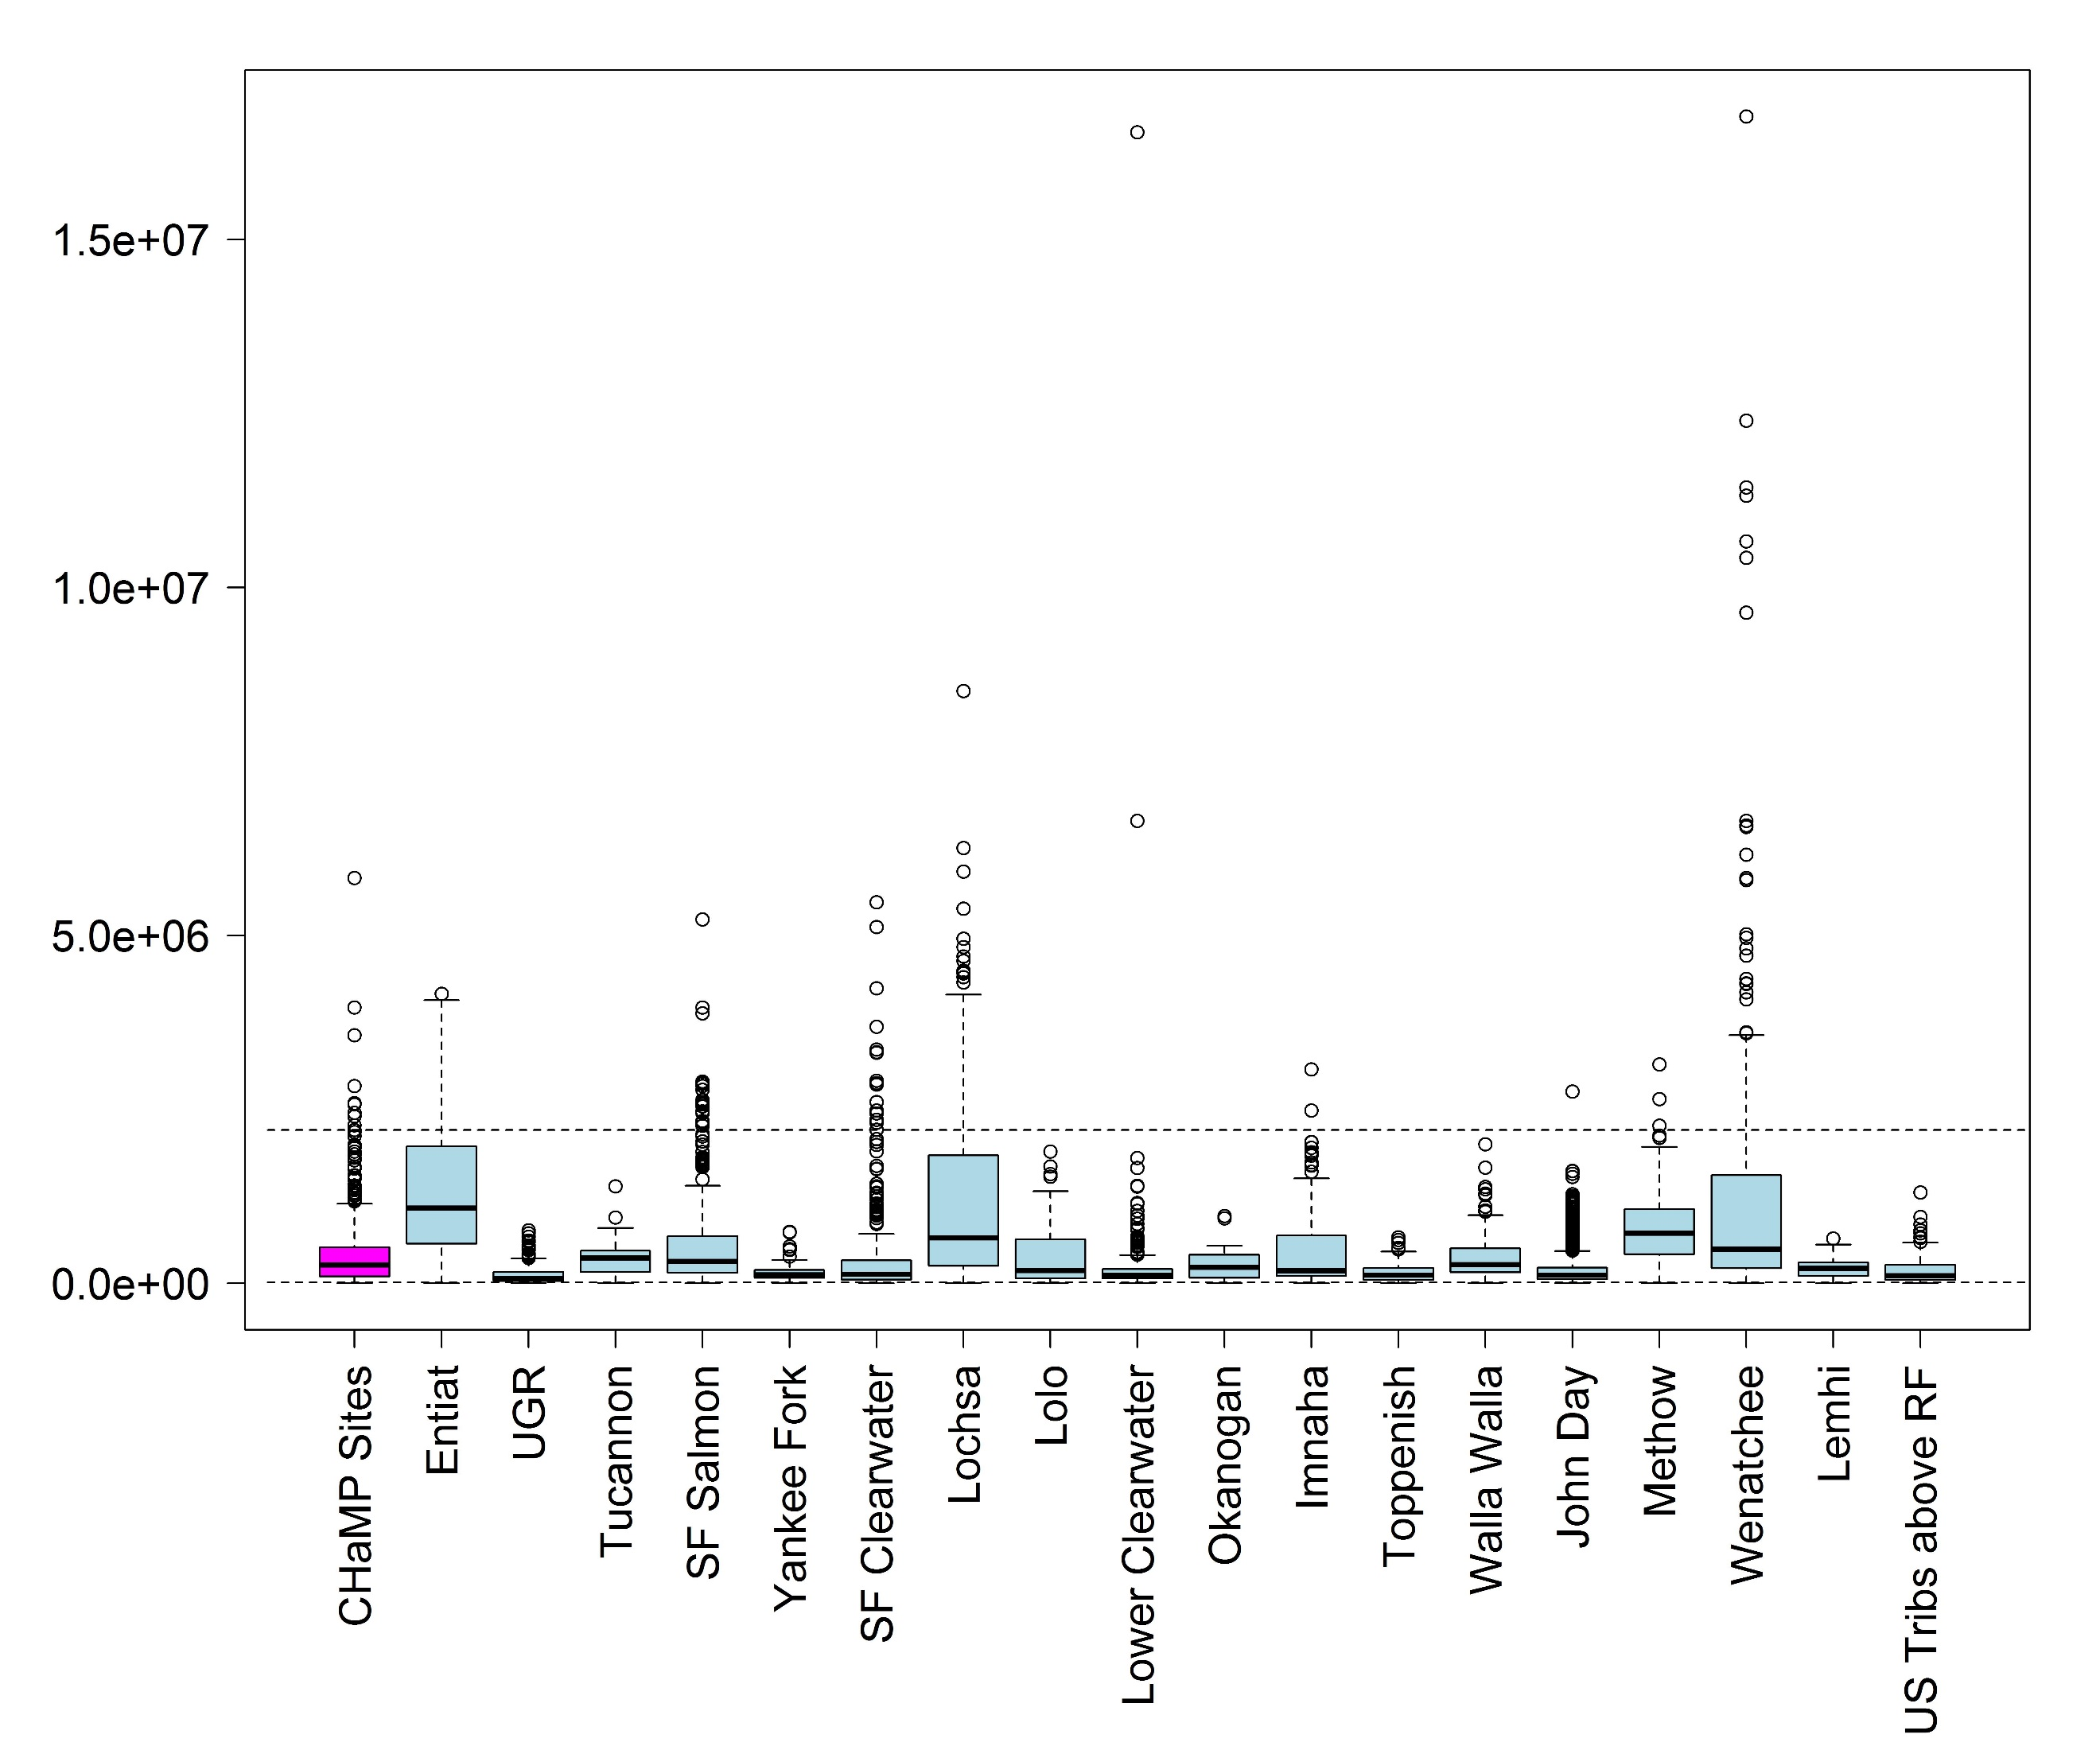 1.5e+07
1.0e+07
5.0e+06
0.0e+00
CHaMP Sites
Entiat
UGR
Tucannon
SF Salmon
Yankee Fork
SF Clearwater
Lochsa
Lolo
Lower Clearwater
Okanogan
Imnaha
Toppenish
Walla Walla
John Day
Methow
Wenatchee
Lemhi
US Tribs above RF